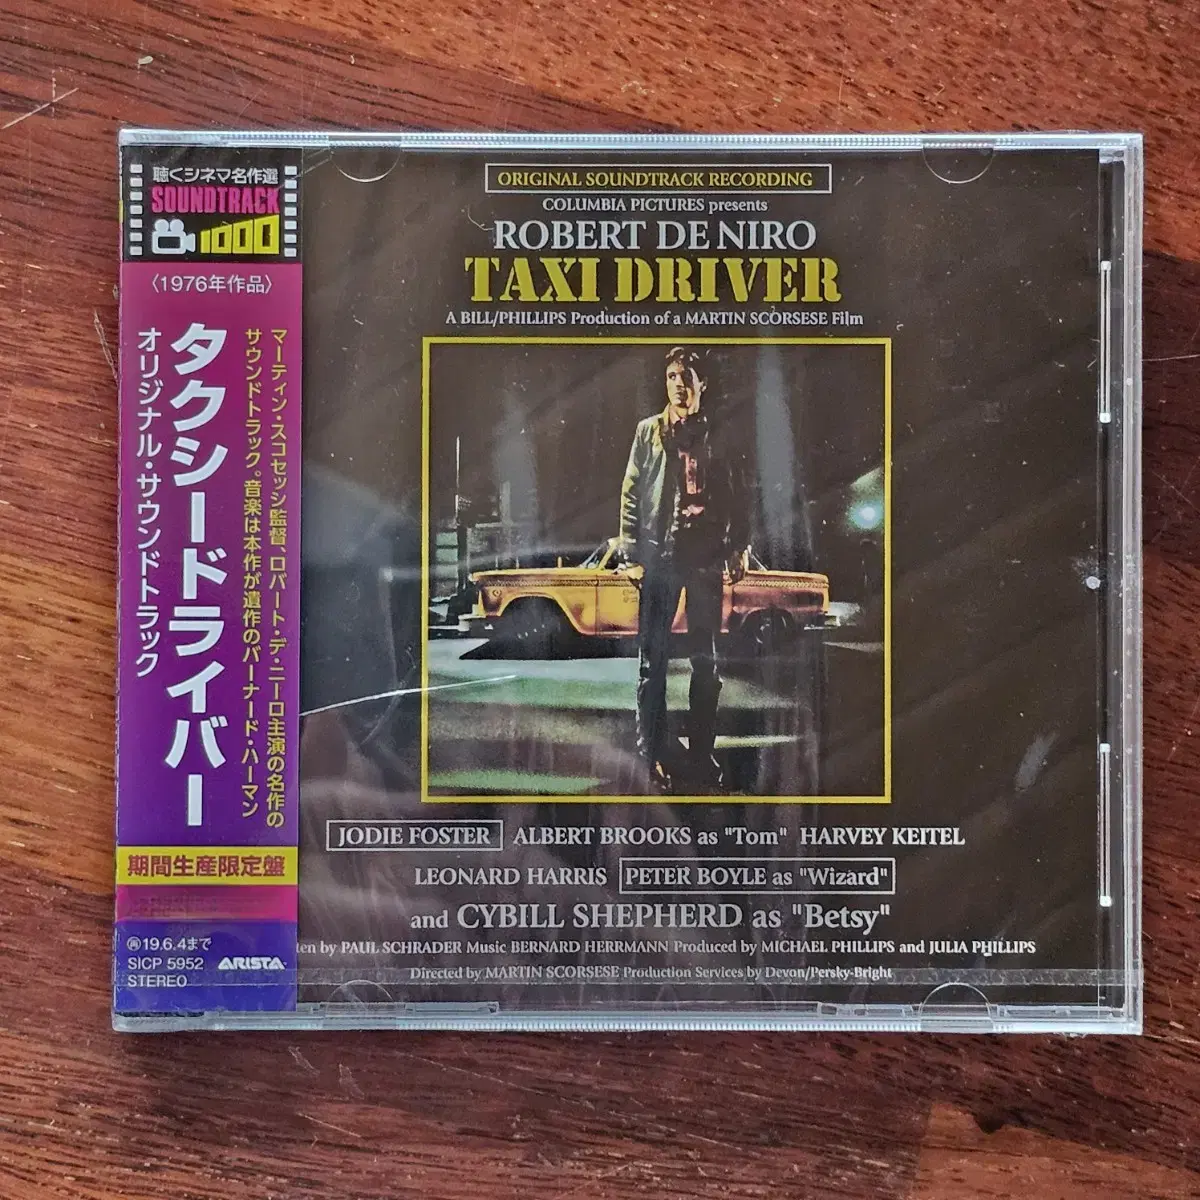 聴くシネマ名作選
SOUNDTRACK
1000
〈1976年作品〉
マーティン・スコセッシ監督、ロバート・デ・ニーロ主演の名作の
サウンドトラック。音楽は本作が遺作のバーナード・ハーマン
タクシードライバー
オリジナル・サウンドトラック
期間生産限定盤
19.6.4まで
SICP 5952
ARISTA
STEREO
ORIGINAL SOUNDTRACK RECORDING
COLUMBIA PICTURES presents
ROBERT DE NIRO
TAXI DRIVER
A BILL/PHILLIPS Production of a MARTIN SCORSESE Film
JODIE FOSTER ALBERT BROOKS as "Tom" HARVEY KEITEL
LEONARD HARRIS PETER BOYLE as "Wizard"
and CYBILL SHEPHERD as "Betsy"
ten by PAUL SCHRADER Music BERNARD HERRMANN Produced by MICHAEL PHILLIPS and JULIA PHILLIPS
Directed by MARTIN SCORSESE Production Services by Devon/Persky-Bright